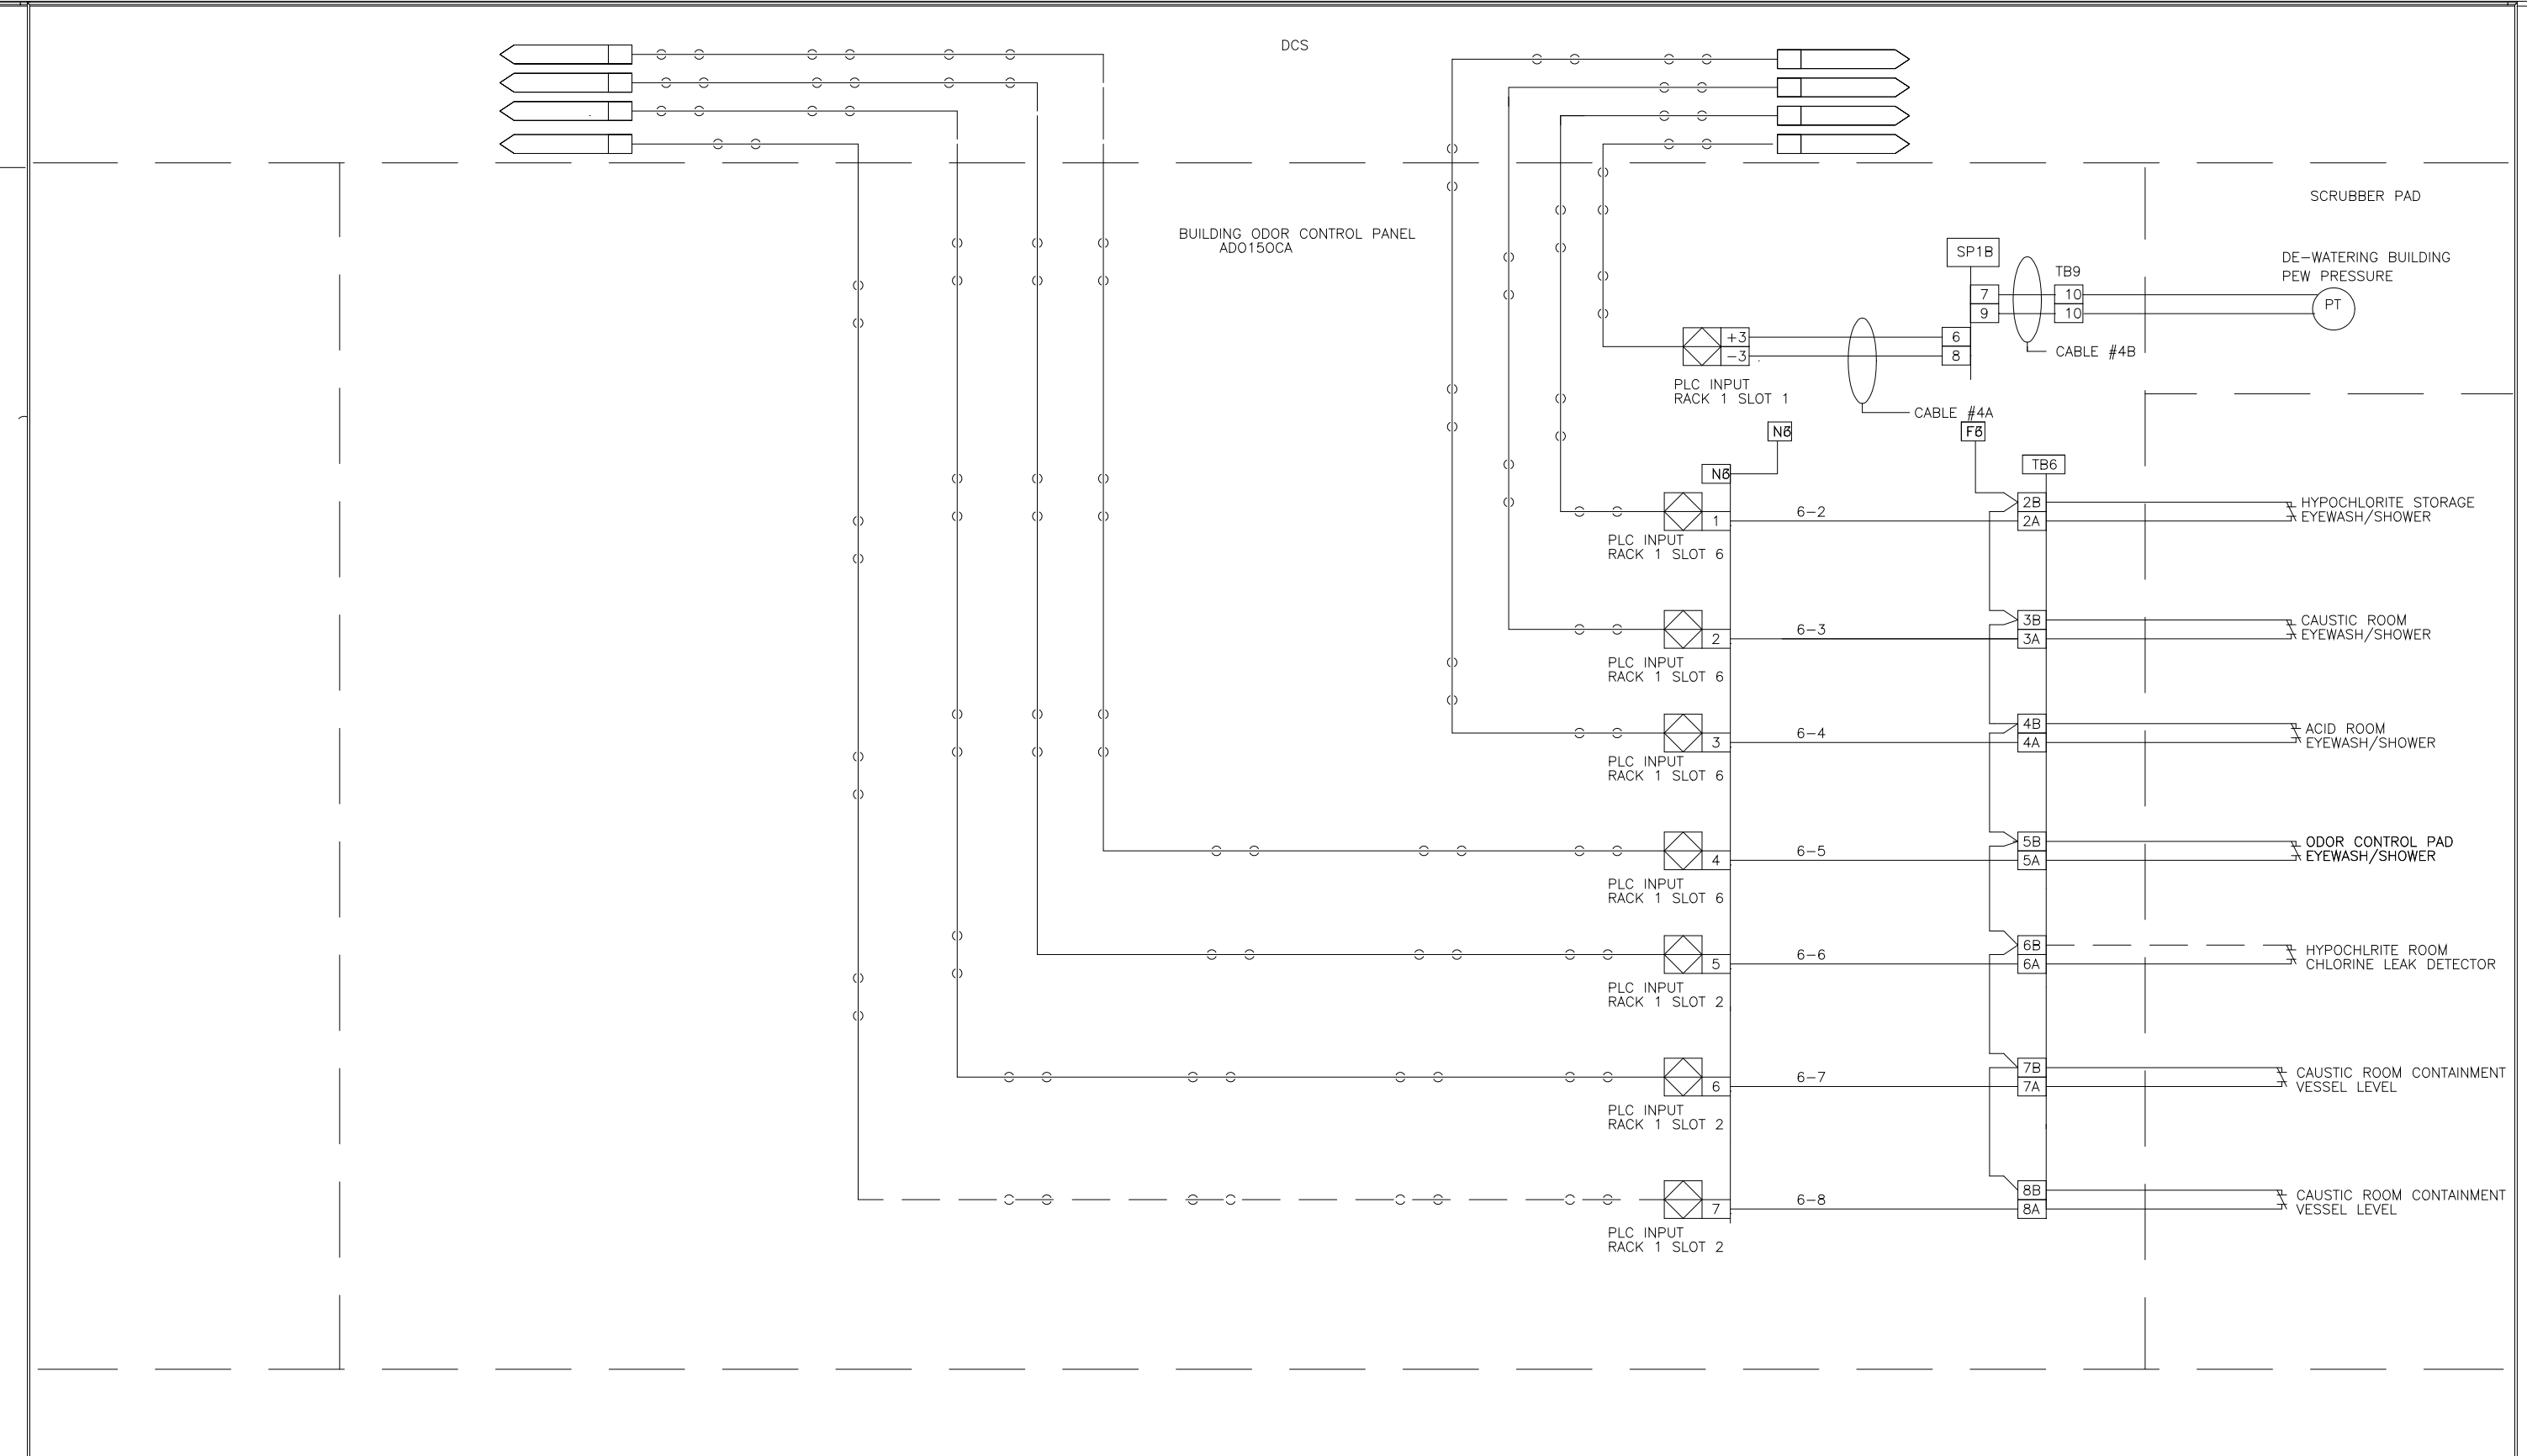 DCS
SCRUBBER PAD
BUILDING ODOR CONTROL PANEL
AD0150CA
SP1B
DE-WATERING BUILDING
PEW PRESSURE
TB9
7
10
9
10
PT
+3
6
-3
8
CABLE #4B
PLC INPUT
RACK 1 SLOT 1
CABLE #4A
TB6
2B
HYPOCHLORITE STORAGE
1
6-2
2A
EYEWASH/SHOWER
PLC INPUT
RACK 1 SLOT 6
3B
CAUSTIC ROOM
2
6-3
3A
EYEWASH/SHOWER
PLC INPUT
RACK 1 SLOT 6
4B
ACID ROOM
3
6-4
4A
EYEWASH/SHOWER
PLC INPUT
RACK 1 SLOT 6
5B
ODOR CONTROL PAD
4
6-5
5A
EYEWASH/SHOWER
PLC INPUT
RACK 1 SLOT 6
6B
HYPOCHLRITE ROOM
5
6-6
6A
CHLORINE LEAK DETECTOR
PLC INPUT
RACK 1 SLOT 2
7B
CAUSTIC ROOM CONTAINMENT
6
6-7
7A
VESSEL LEVEL
PLC INPUT
RACK 1 SLOT 2
8B
CAUSTIC ROOM CONTAINMENT
7
6-8
8A
VESSEL LEVEL
PLC INPUT
RACK 1 SLOT 2